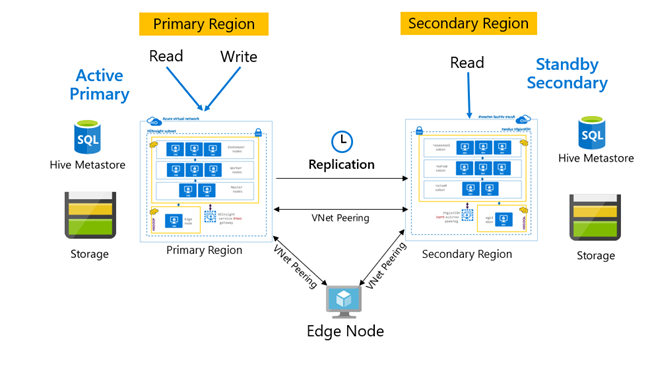 Primary Region
Secondary Region
Read
Write
Read
Active
Primary
Standby
Secondary
SQL
Hive Metastore
Storage
Azure virtual network
HDInsight subnet
Zookeeper
nodes
Worker
nodes
Master
nodes
Edge
node
HDInsight
service
gateway
Primary Region
Replication
VNet Peering
Secondary Region
SQL
Hive Metastore
Storage
VNet Peering
VNet Peering
Edge Node